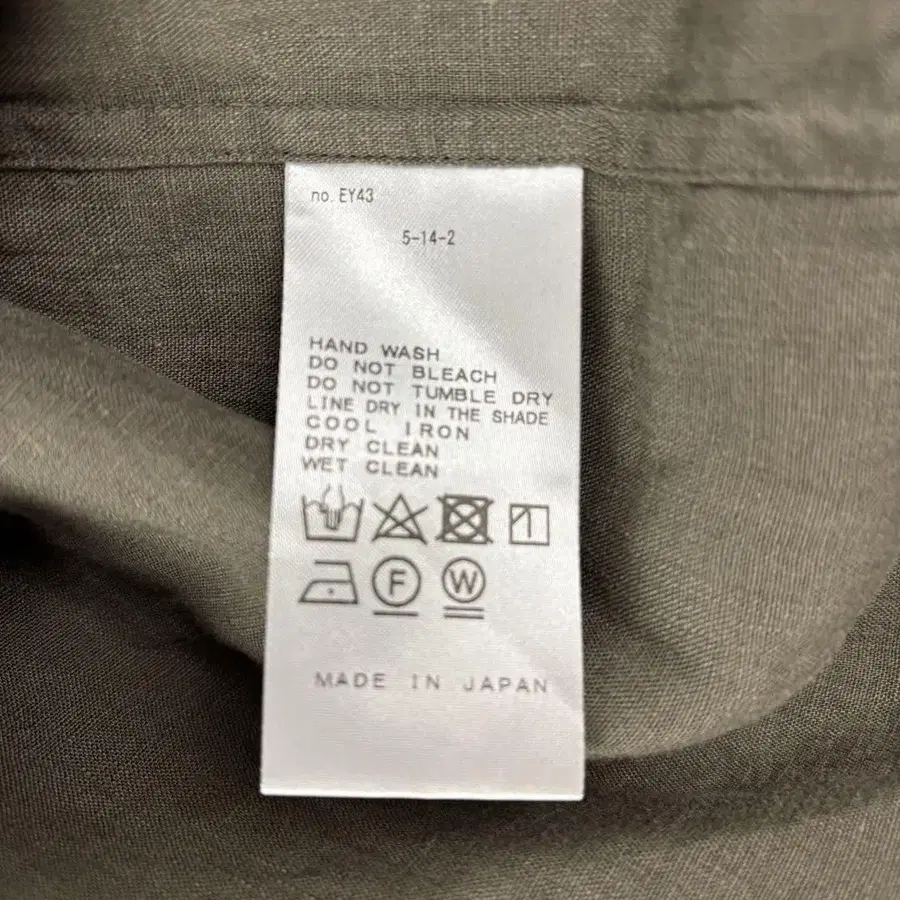 no. EY43
5-14-2
HAND WASH
DO NOT BLEACH
DO NOT TUMBLE DRY
LINE DRY IN THE SHADE
COOL IRON
DRY CLEAN
WET CLEAN
F W
MADE IN JAPAN